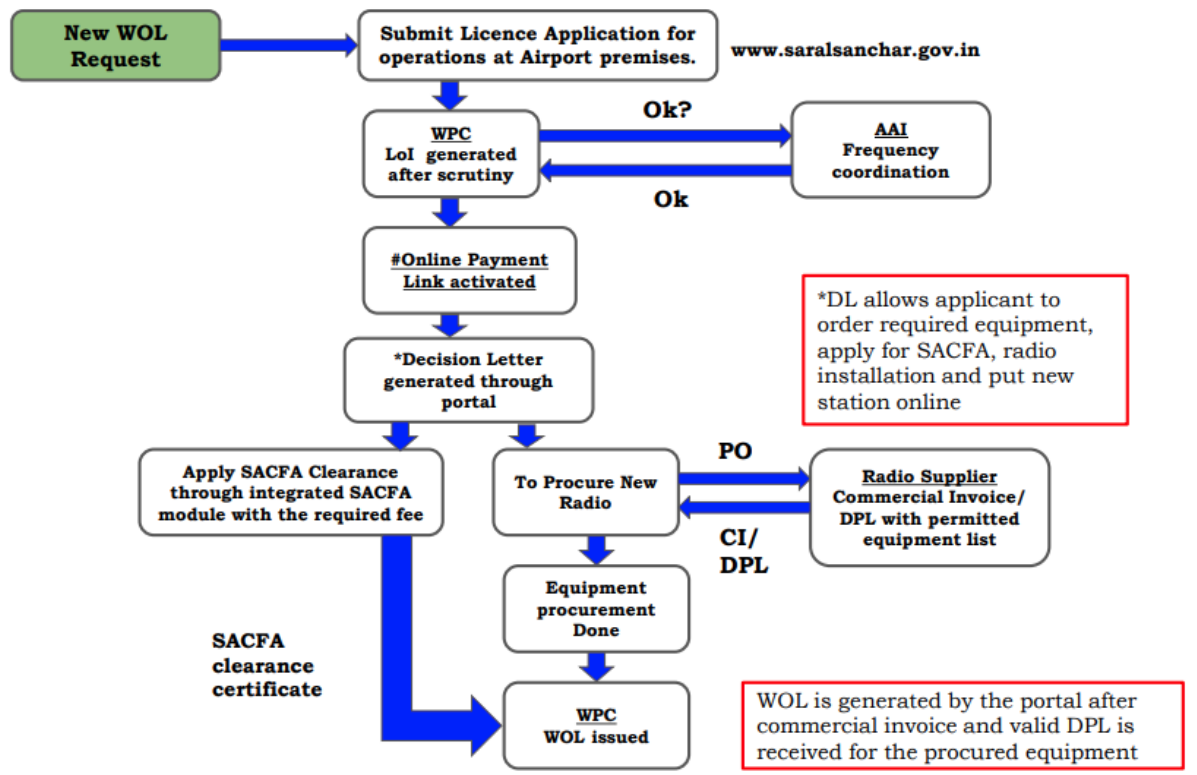 New WOL
Request
Submit Licence Application for
operations at Airport premises.
www.saralsanchar.gov.in
WPC
LoI generated
after scrutiny
Ok?
AAI
Frequency
coordination
Ok
#Online Payment
Link activated
*DL allows applicant to
order required equipment,
apply for SACFA, radio
installation and put new
station online
*Decision Letter
generated through
portal
Apply SACFA Clearance
through integrated SACFA
module with the required fee
To Procure New
Radio
PO
Radio Supplier
Commercial Invoice/
DPL with permitted
equipment list
CI/
DPL
Equipment
procurement
Done
SACFA
clearance
certificate
WPC
WOL issued
WOL is generated by the portal after
commercial invoice and valid DPL is
received for the procured equipment